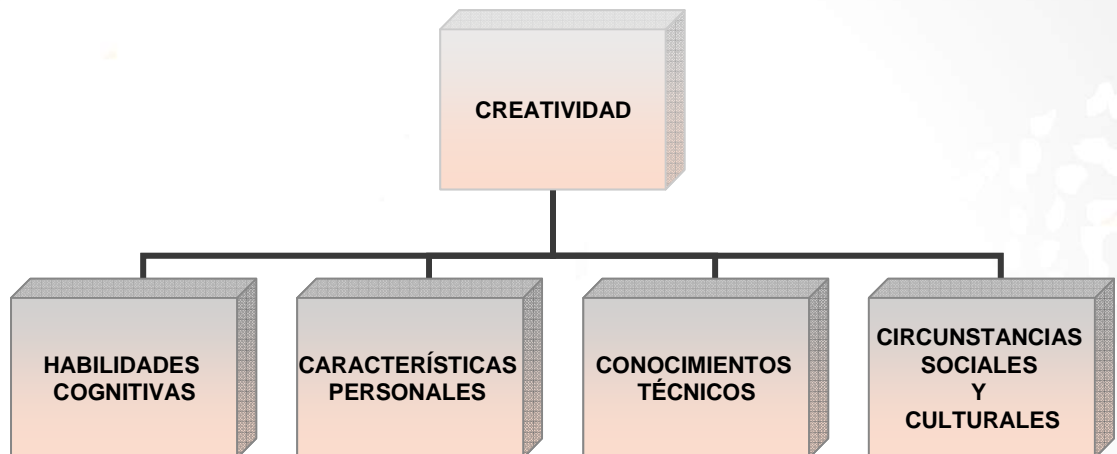 CREATIVIDAD
HABILIDADES
COGNITIVAS
CARACTERÍSTICAS
PERSONALES
CONOCIMIENTOS
TÉCNICOS
CIRCUNSTANCIAS
SOCIALES
Y
CULTURALES